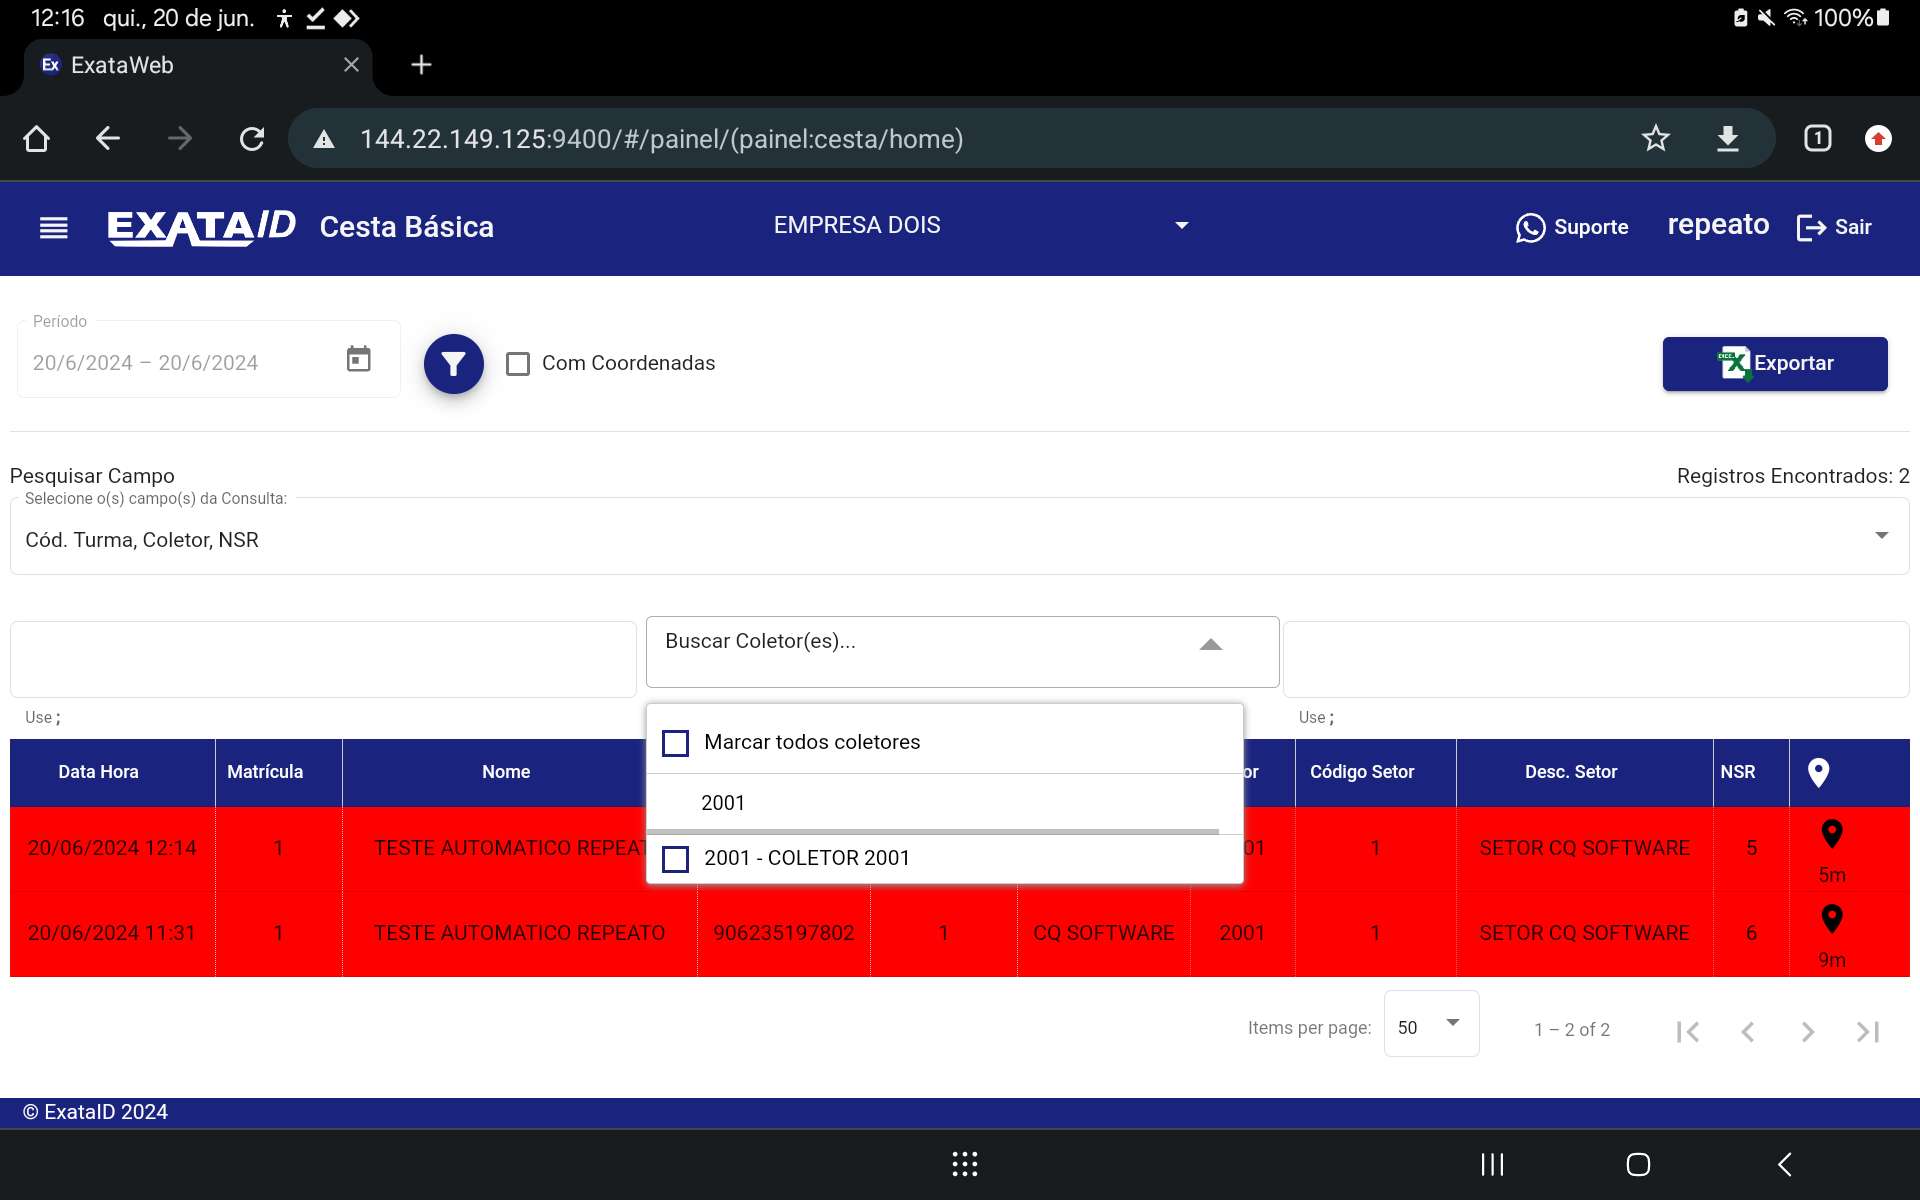 12:16 qui., 20 de jun. 100%
Ex ExataWeb
144.22.149.125:9400/#/painel/(painel:cesta/home) 1
EXATAID Cesta Básica EMPRESA DOIS Suporte repeato Sair
Período
20/6/2024 – 20/6/2024 Com Coordenadas Exportar
Pesquisar Campo Registros Encontrados: 2
Selecione o(s) campo(s) da Consulta:
Cód. Turma, Coletor, NSR
Buscar Coletor(es)...
Use ; Use ;
Marcar todos coletores
Data Hora Matrícula Nome or Código Setor Desc. Setor NSR
2001
20/06/2024 12:14 1 TESTE AUTOMATICO REPEAT 01 1 SETOR CQ SOFTWARE 5
2001 - COLETOR 2001
5m
20/06/2024 11:31 1 TESTE AUTOMATICO REPEATO 906235197802 1 CQ SOFTWARE 2001 1 SETOR CQ SOFTWARE 6
9m
Items per page: 50 1 – 2 of 2
© ExataID 2024